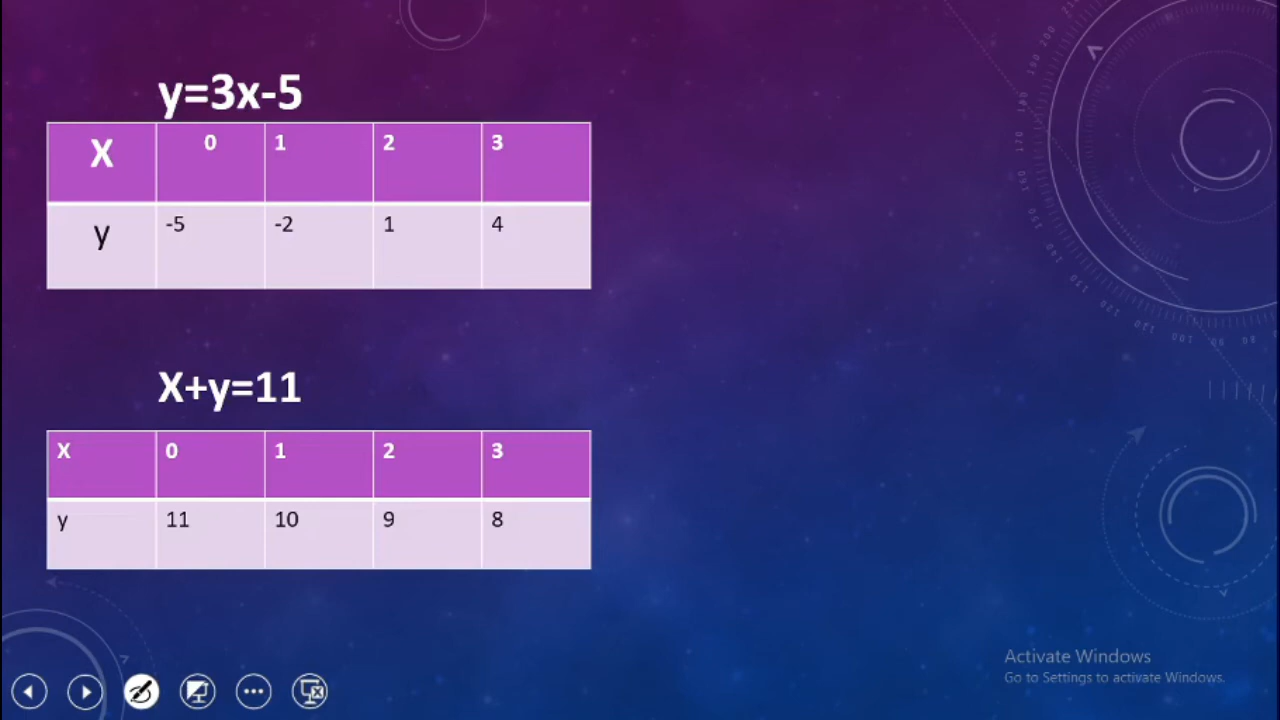 y=3x-5
X 0 1 2 3
y -5 -2 1 4
X+y=11
X 0 1 2 3
y 11 10 9 8
Activate Windows
Go to Settings to activate Windows.